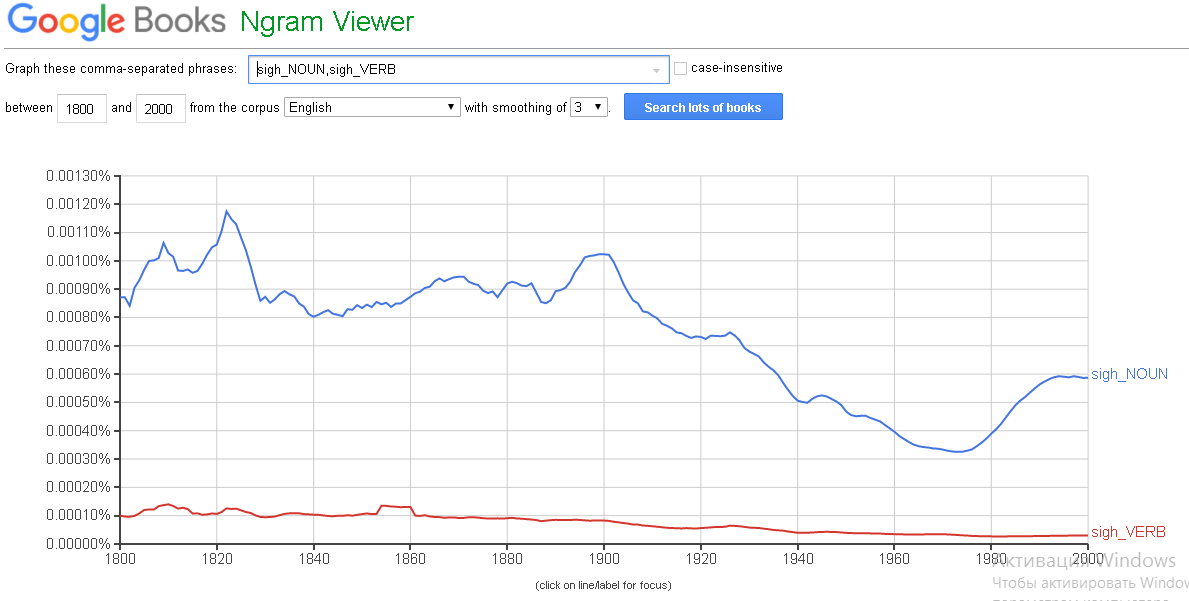 Google Books Ngram Viewer
Graph these comma-separated phrases: sigh_NOUN,sigh_VERB case-insensitive
between 1800 and 2000 from the corpus English with smoothing of 3 .
Search lots of books
0.00130%
0.00120%
0.00110%
0.00100%
0.00090%
0.00080%
0.00070%
0.00060%
0.00050%
0.00040%
0.00030%
0.00020%
0.00010%
0.00000%
sigh_NOUN
sigh_VERB
1800 1820 1840 1860 1880 1900 1920 1940 1960 1980 2000
(click on line/label for focus)
Активация Windows
Чтобы активировать Windov